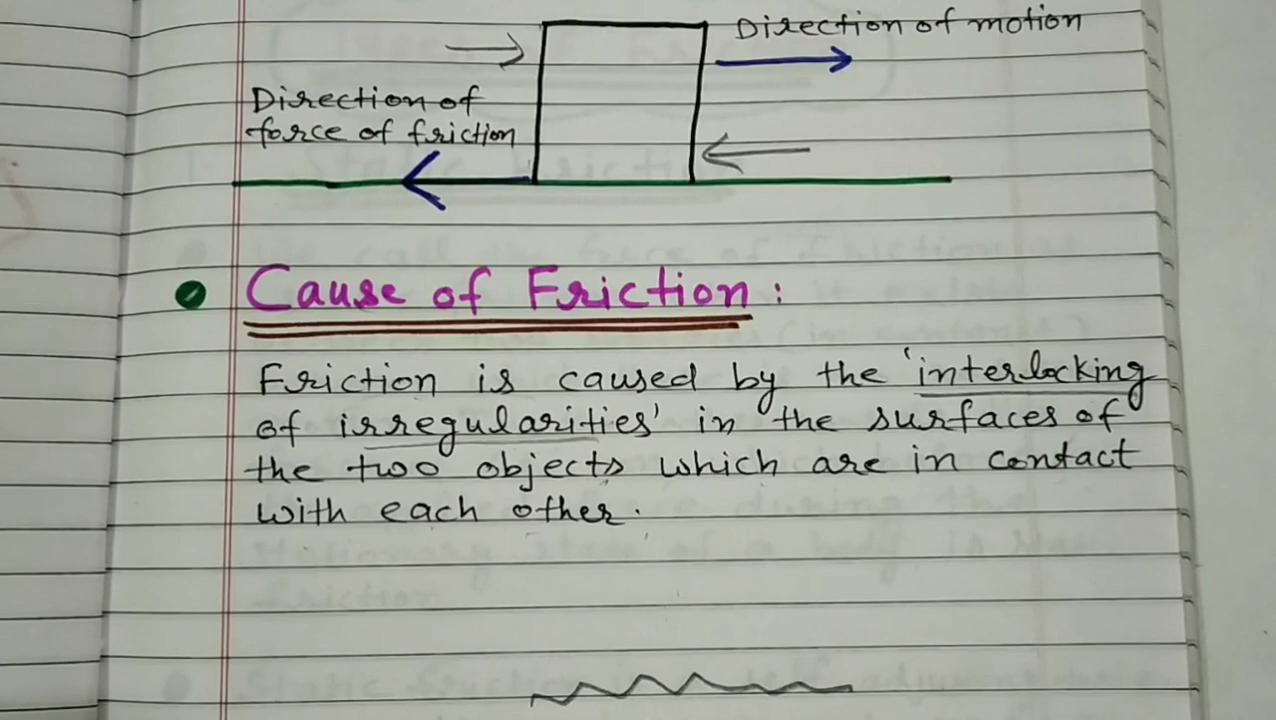 Direction of motion
Direction of
force of friction
Cause of Friction:
Friction is caused by the 'interlocking
of irregularities' in the surfaces of
the two objects which are in contact
with each other.